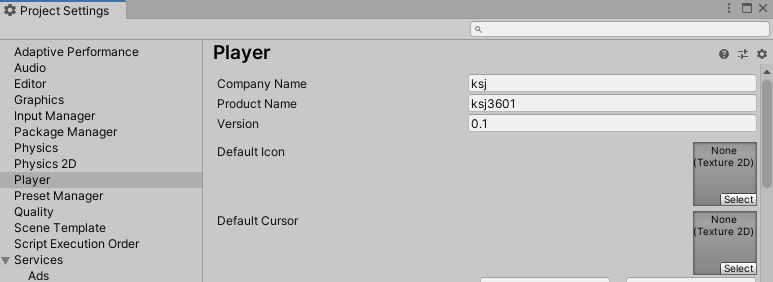 Project Settings
Adaptive Performance
Audio
Editor
Graphics
Input Manager
Package Manager
Physics
Physics 2D
Player
Preset Manager
Quality
Scene Template
Script Execution Order
Services
Ads
Player
Company Name
ksj
Product Name
ksj3601
Version
0.1
Default Icon
None
(Texture 2D)
Select
Default Cursor
None
(Texture 2D)
Select